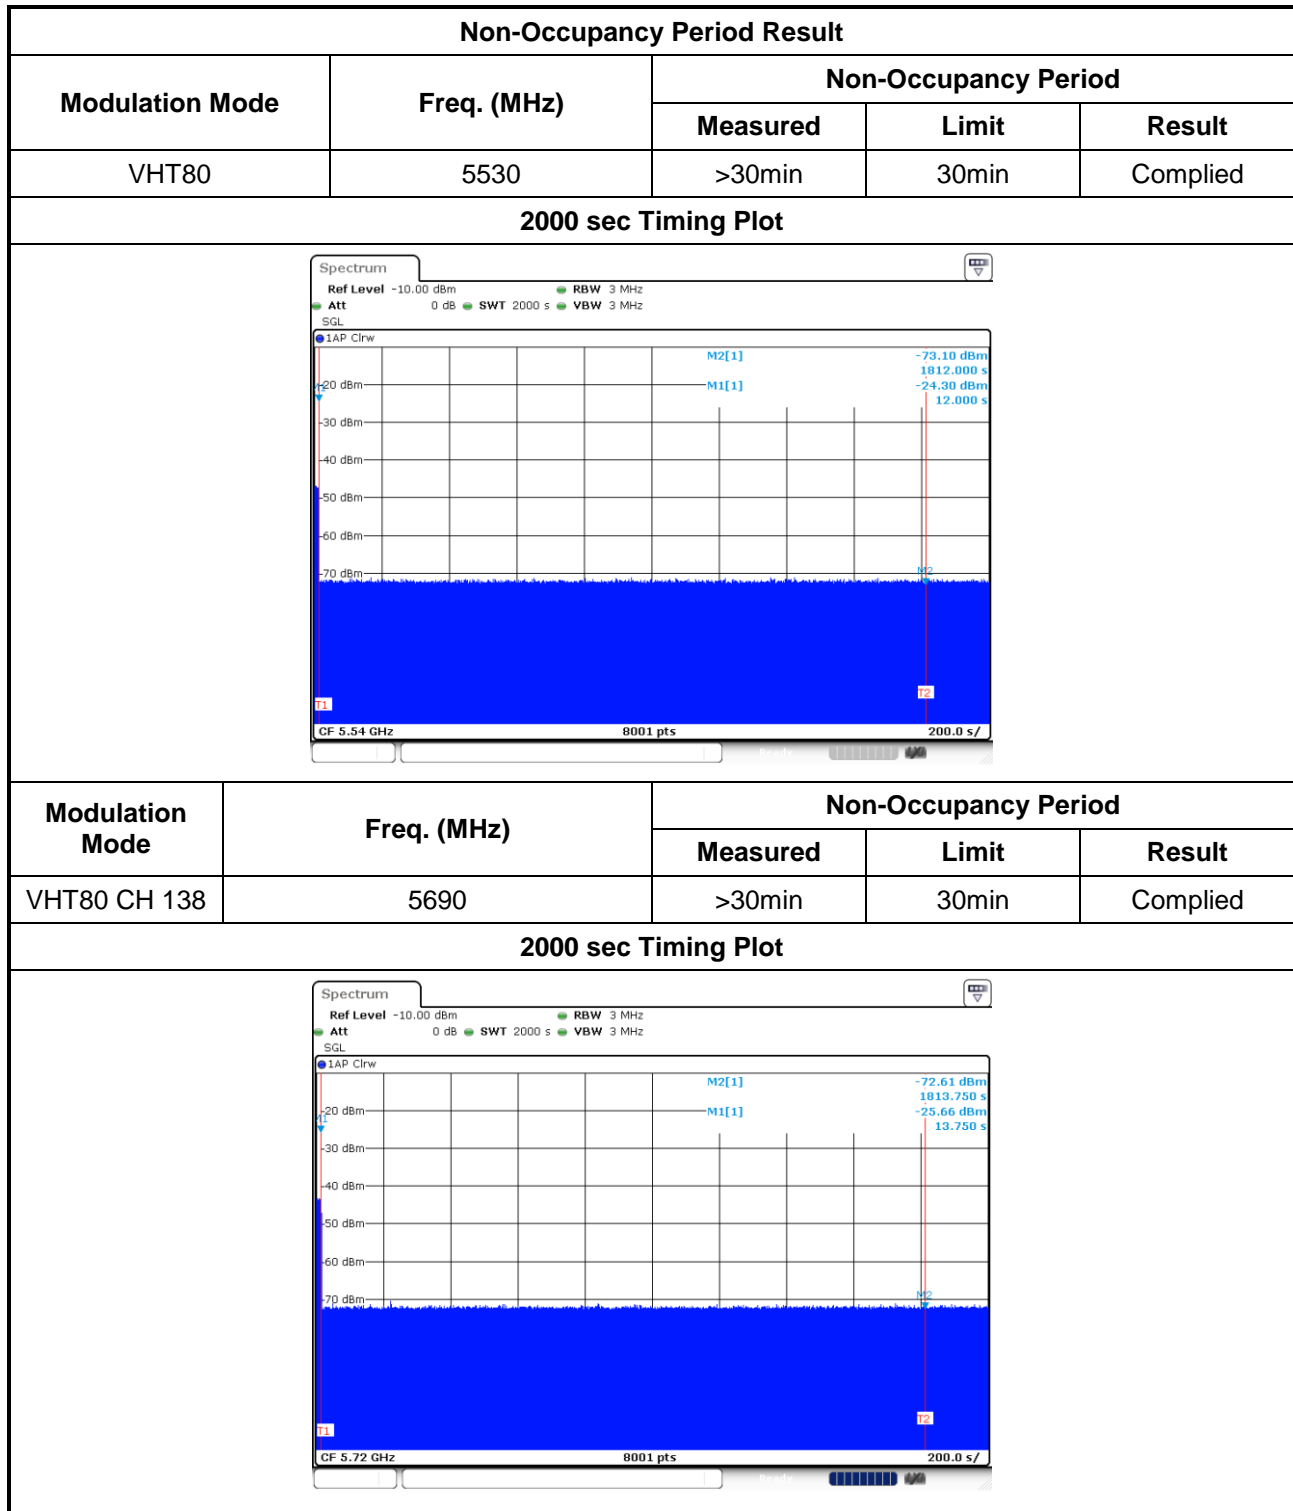 Non-Occupancy Period Result
Modulation Mode Freq. (MHz) Non-Occupancy Period
Measured Limit Result
VHT80 5530 >30min 30min Complied
2000 sec Timing Plot
Spectrum
Ref Level -10.00 dBm RBW 3 MHz
Att 0 dB SWT 2000 s VBW 3 MHz
SGL
1AP Clrw
M2[1] -73.10 dBm
1812.000 s
-20 dBm M1[1] -24.30 dBm
12.000 s
-30 dBm
-40 dBm
-50 dBm
-60 dBm
-70 dBm
M2
T2
T1
CF 5.54 GHz 8001 pts 200.0 s/
Ready
Modulation Mode Freq. (MHz) Non-Occupancy Period
Measured Limit Result
VHT80 CH 138 5690 >30min 30min Complied
2000 sec Timing Plot
Spectrum
Ref Level -10.00 dBm RBW 3 MHz
Att 0 dB SWT 2000 s VBW 3 MHz
SGL
1AP Clrw
M2[1] -72.61 dBm
1813.750 s
-20 dBm M1[1] -25.66 dBm
M1 13.750 s
-30 dBm
-40 dBm
-50 dBm
-60 dBm
-70 dBm
M2
T2
T1
CF 5.72 GHz 8001 pts 200.0 s/
Ready